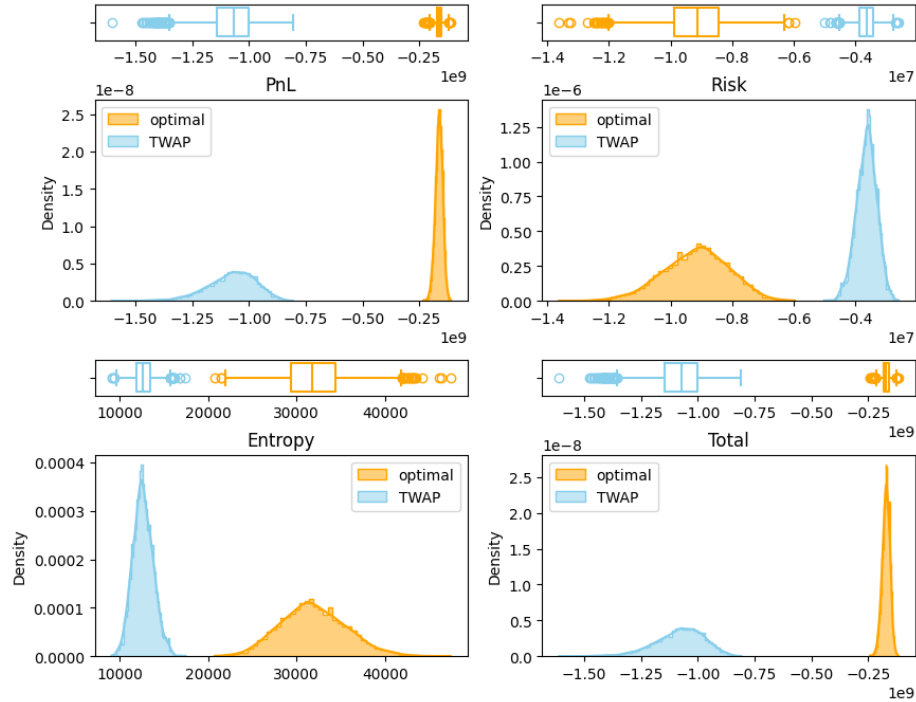 −1.50 −1.25 −1.00 −0.75 −0.50 −0.25
1e9
−1.4 −1.2 −1.0 −0.8 −0.6 −0.4
1e7
PnL
1e−8
optimal
TWAP
Density
2.5
2.0
1.5
1.0
0.5
0.0
−1.50 −1.25 −1.00 −0.75 −0.50 −0.25
1e9
Risk
1e−6
optimal
TWAP
Density
1.25
1.00
0.75
0.50
0.25
0.00
−1.4 −1.2 −1.0 −0.8 −0.6 −0.4
1e7
10000 20000 30000 40000
−1.50 −1.25 −1.00 −0.75 −0.50 −0.25
1e9
Entropy
optimal
TWAP
Density
0.0004
0.0003
0.0002
0.0001
0.0000
10000 20000 30000 40000
Total
1e−8
optimal
TWAP
Density
2.5
2.0
1.5
1.0
0.5
0.0
−1.50 −1.25 −1.00 −0.75 −0.50 −0.25
1e9